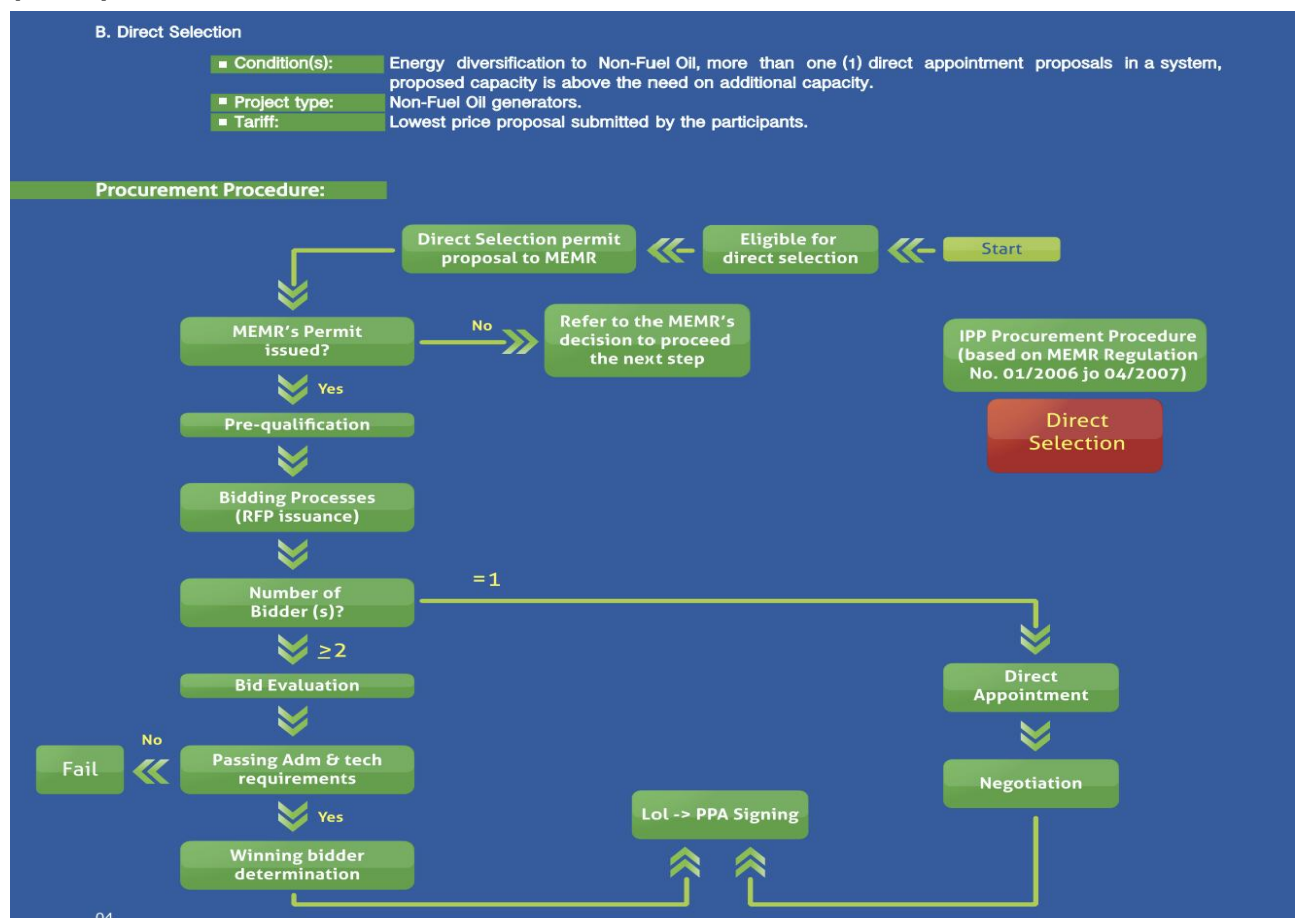 B. Direct Selection
▪ Condition(s): Energy diversification to Non-Fuel Oil, more than one (1) direct appointment proposals in a system,
proposed capacity is above the need on additional capacity.
▪ Project type: Non-Fuel Oil generators.
▪ Tariff: Lowest price proposal submitted by the participants.
Procurement Procedure:
Start
Eligible for
direct selection
Direct Selection permit
proposal to MEMR
MEMR's Permit
issued?
No
Refer to the MEMR's
decision to proceed
the next step
IPP Procurement Procedure
(based on MEMR Regulation
No. 01/2006 jo 04/2007)
Direct
Selection
Yes
Pre-qualification
Bidding Processes
(RFP issuance)
Number of
Bidder (s)?
=1
≥2
Direct
Appointment
Bid Evaluation
Negotiation
Passing Adm & tech
requirements
No
Fail
Yes
Winning bidder
determination
LoI -> PPA Signing